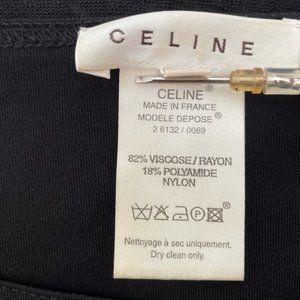 CELINE
CELINE®
MADE IN FRANCE
MODELE DEPOSE®
2 6132 / 0069
82% VISCOSE/RAYON
18% POLYAMIDE
NYLON
P ®
Nettoyage à sec uniquement.
Dry clean only.